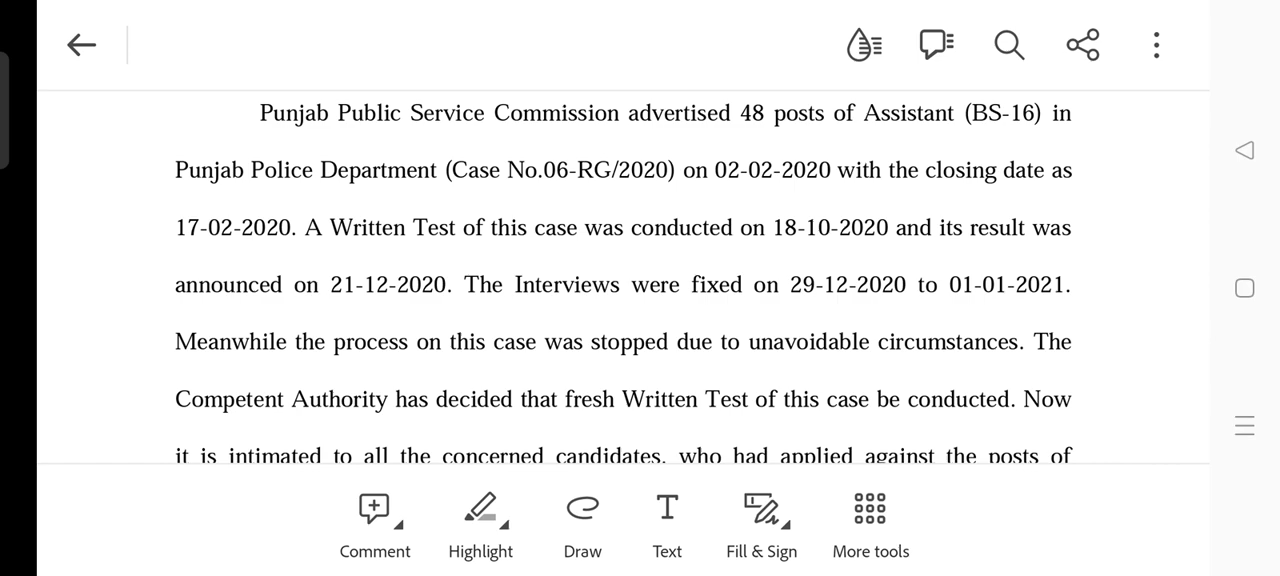 Punjab Public Service Commission advertised 48 posts of Assistant (BS-16) in
Punjab Police Department (Case No.06-RG/2020) on 02-02-2020 with the closing date as
17-02-2020. A Written Test of this case was conducted on 18-10-2020 and its result was
announced on 21-12-2020. The Interviews were fixed on 29-12-2020 to 01-01-2021.
Meanwhile the process on this case was stopped due to unavoidable circumstances. The
Competent Authority has decided that fresh Written Test of this case be conducted. Now
it is intimated to all the concerned candidates, who had applied against the posts of
Comment Highlight Draw Text Fill & Sign More tools